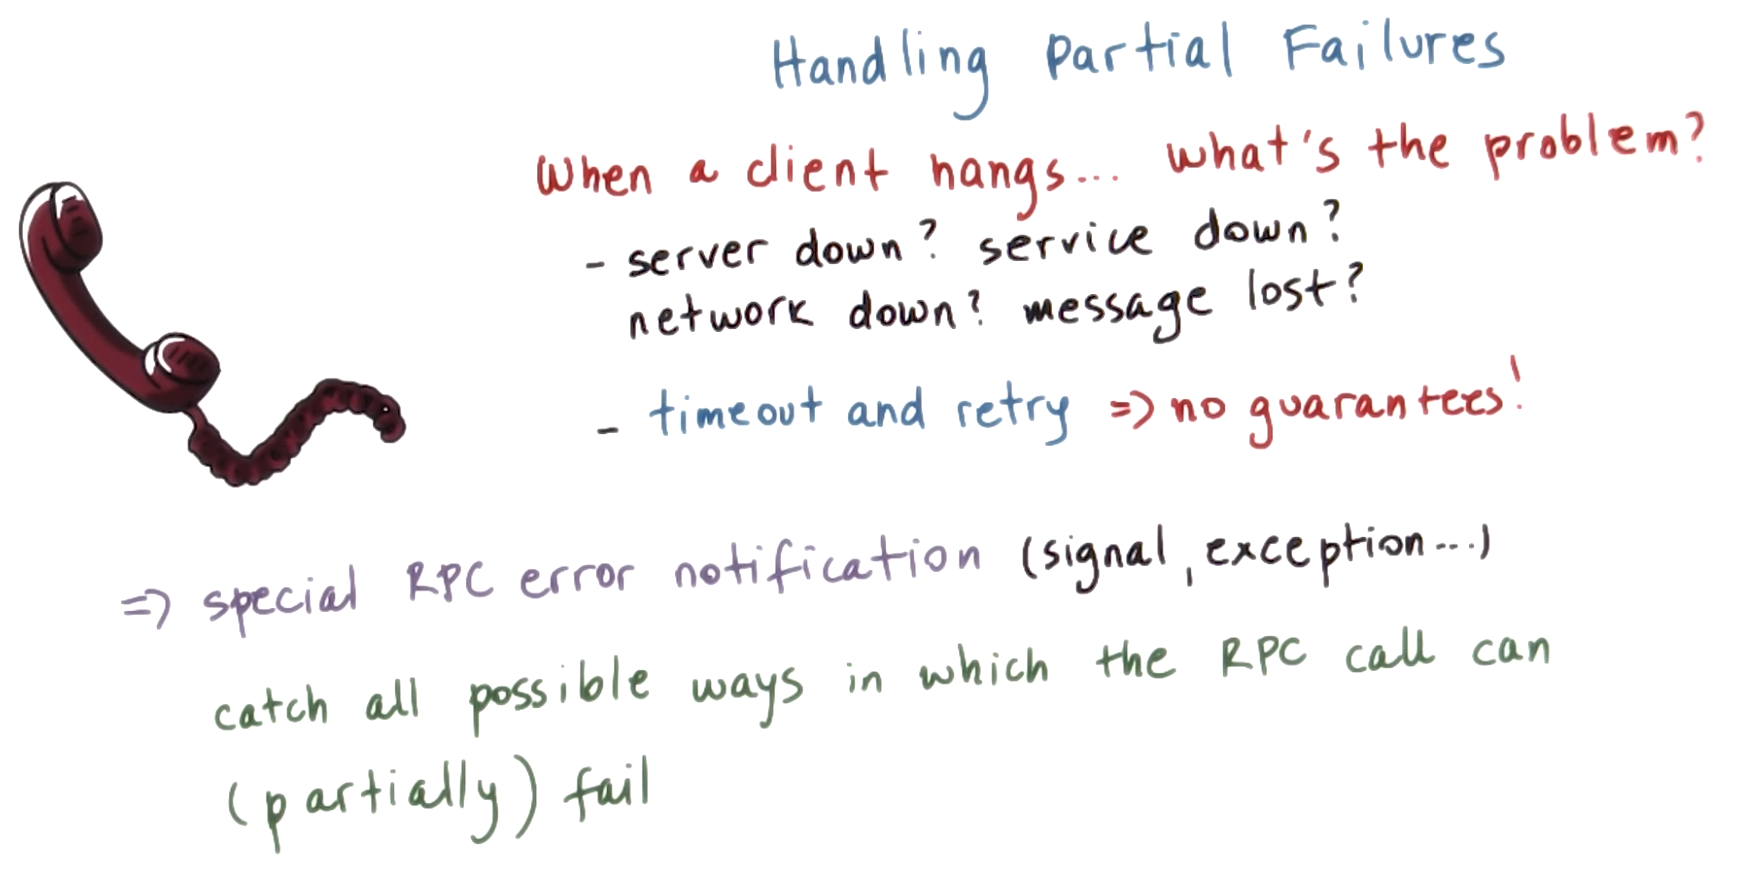 Handling Partial Failures
When a client hangs... what's the problem?
- server down? service down?
network down? message lost?
- timeout and retry => no guarantees!
=> special RPC error notification (signal, exception...)
catch all possible ways in which the RPC call can
(partially) fail